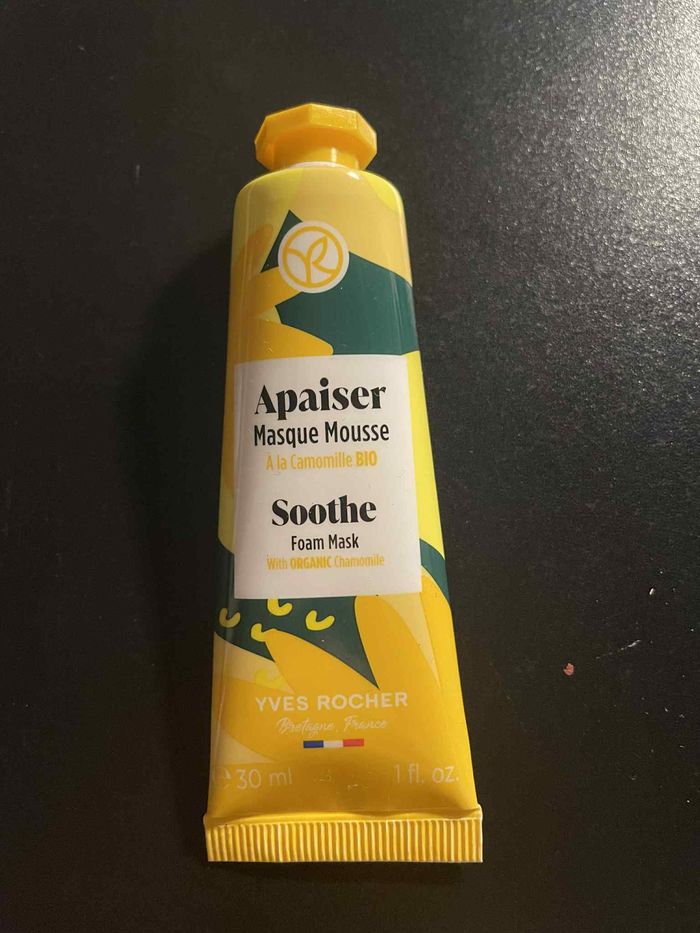 Apaiser
Masque Mousse
À la Camomille BIO
Soothe
Foam Mask
With ORGANIC Chamomile
YVES ROCHER
Bretagne, France
℮ 30 ml 1 fl. oz.